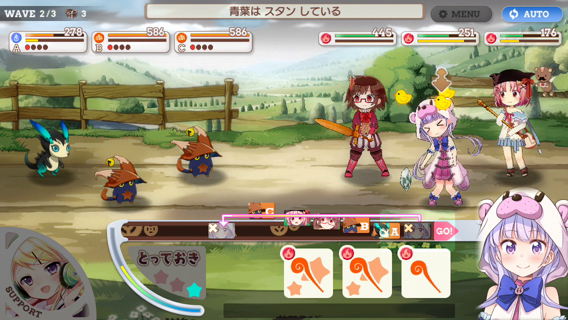 WAVE 2/3
3
青葉は スタン している
MENU
AUTO
278
586
586
445
251
176
A
B
C
C
B
A
GO!
とっておき
SUPPORT